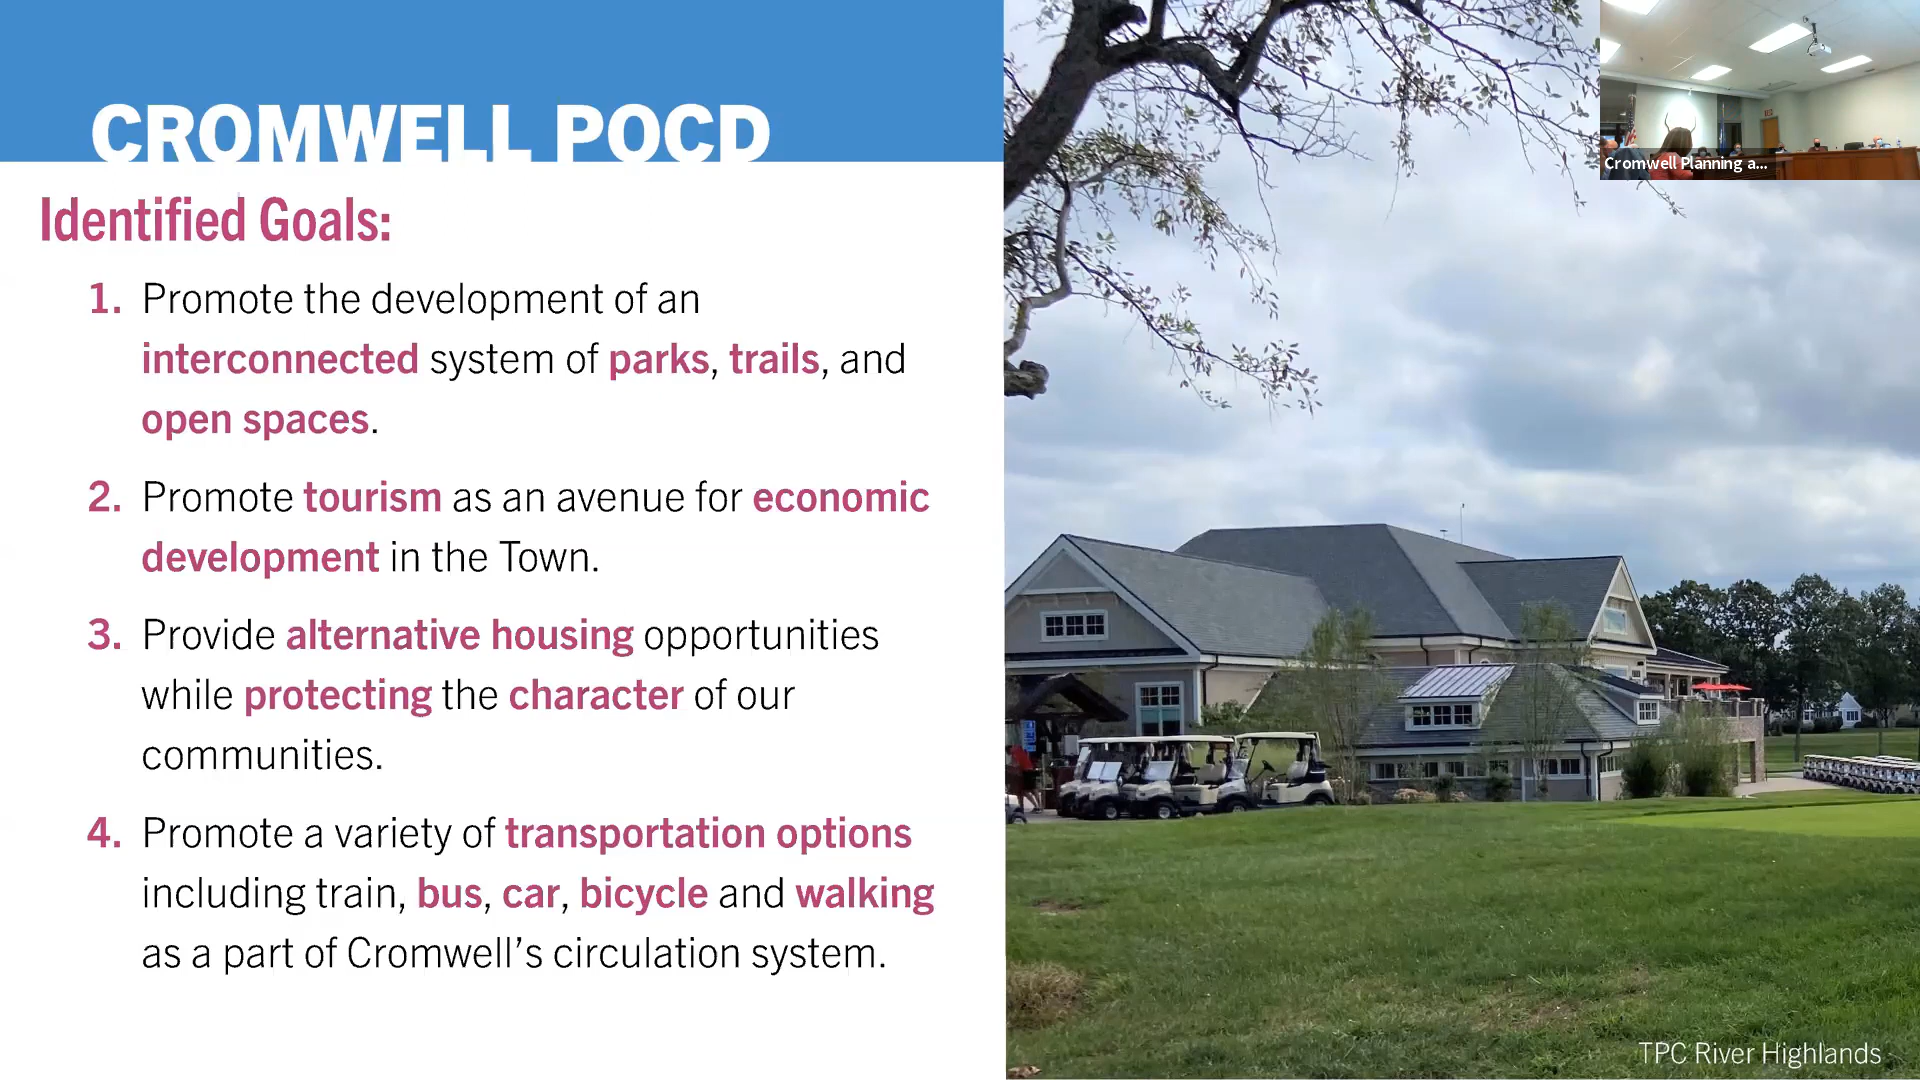 CROMWELL POCD
Cromwell Planning a...
Identified Goals:
1. Promote the development of an
interconnected system of parks, trails, and
open spaces.
2. Promote tourism as an avenue for economic
development in the Town.
3. Provide alternative housing opportunities
while protecting the character of our
communities.
4. Promote a variety of transportation options
including train, bus, car, bicycle and walking
as a part of Cromwell’s circulation system.
TPC River Highlands